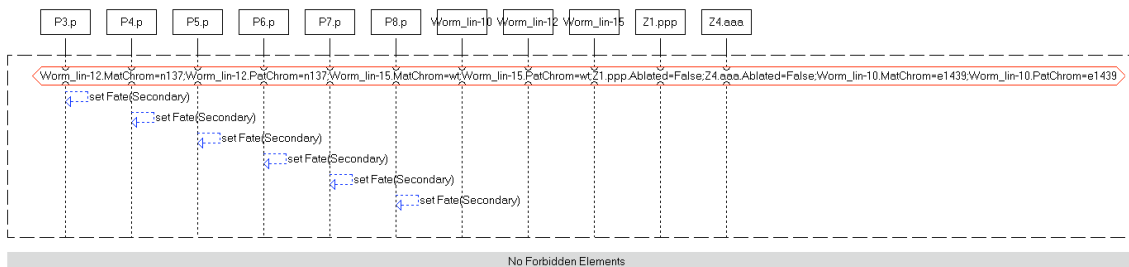 P3.p P4.p P5.p P6.p P7.p P8.p Worm_lin-10 Worm_lin-12 Worm_lin-15 Z1.ppp Z4.aaa
Worm_lin-12.MatChrom=n137;Worm_lin-12.PatChrom=n137;Worm_lin-15.MatChrom=wt;Worm_lin-15.PatChrom=wt;Z1.ppp.Ablated=False;Z4.aaa.Ablated=False;Worm_lin-10.MatChrom=e1439;Worm_lin-10.PatChrom=e1439
set Fate(Secondary)
set Fate(Secondary)
set Fate(Secondary)
set Fate(Secondary)
set Fate(Secondary)
set Fate(Secondary)
No Forbidden Elements